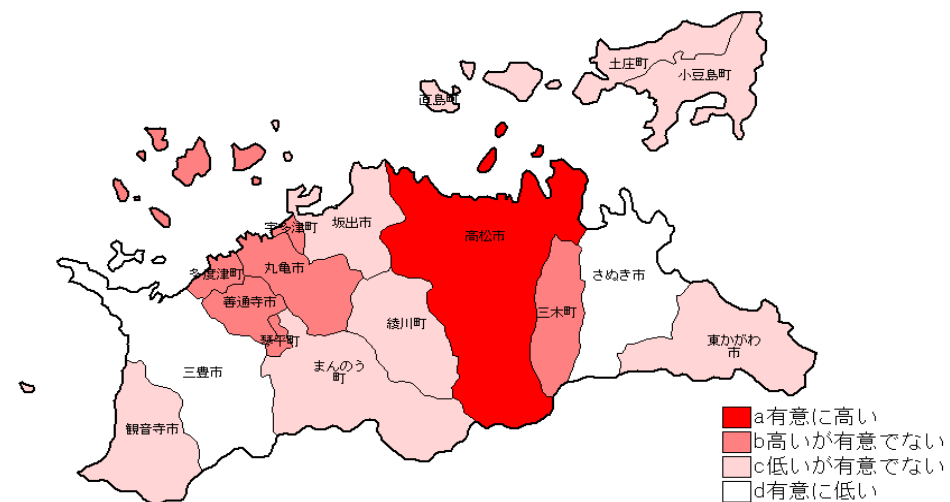 土庄町
小豆島町
直島町
宇多津町
坂出市
高松市
多度津町
丸亀市
さぬき市
善通寺市
三木町
綾川町
琴平町
まんのう
町
東かがわ
市
三豊市
観音寺市
a有意に高い
b高いが有意でない
c低いが有意でない
d有意に低い